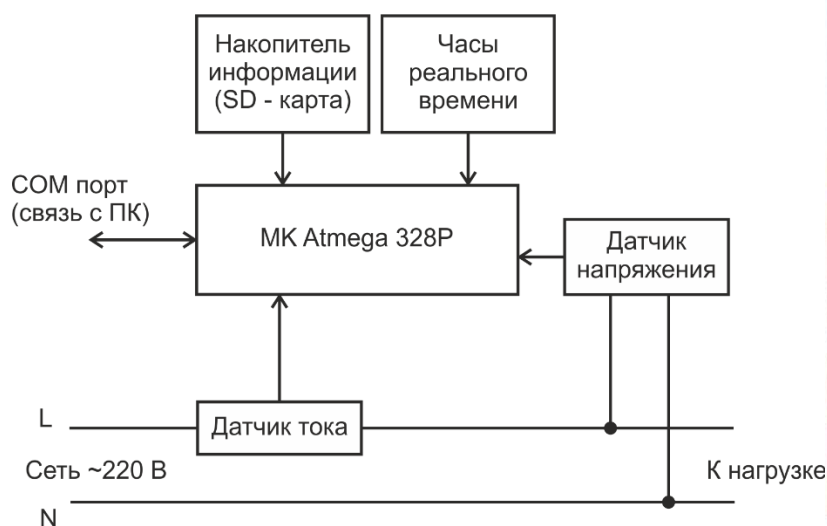 Накопитель
информации
(SD - карта)
Часы
реального
времени
COM порт
(связь с ПК)
MK Atmega 328P
Датчик
напряжения
L
Датчик тока
Сеть ~220 В
К нагрузке
N